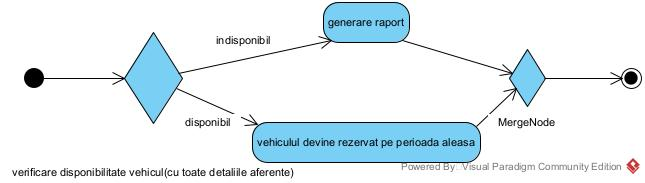 generare raport
indisponibil
disponibil
vehiculul devine rezervat pe perioada aleasa
MergeNode
Powered By Visual Paradigm Community Edition
verificare disponibilitate vehicul(cu toate detaliile aferente)